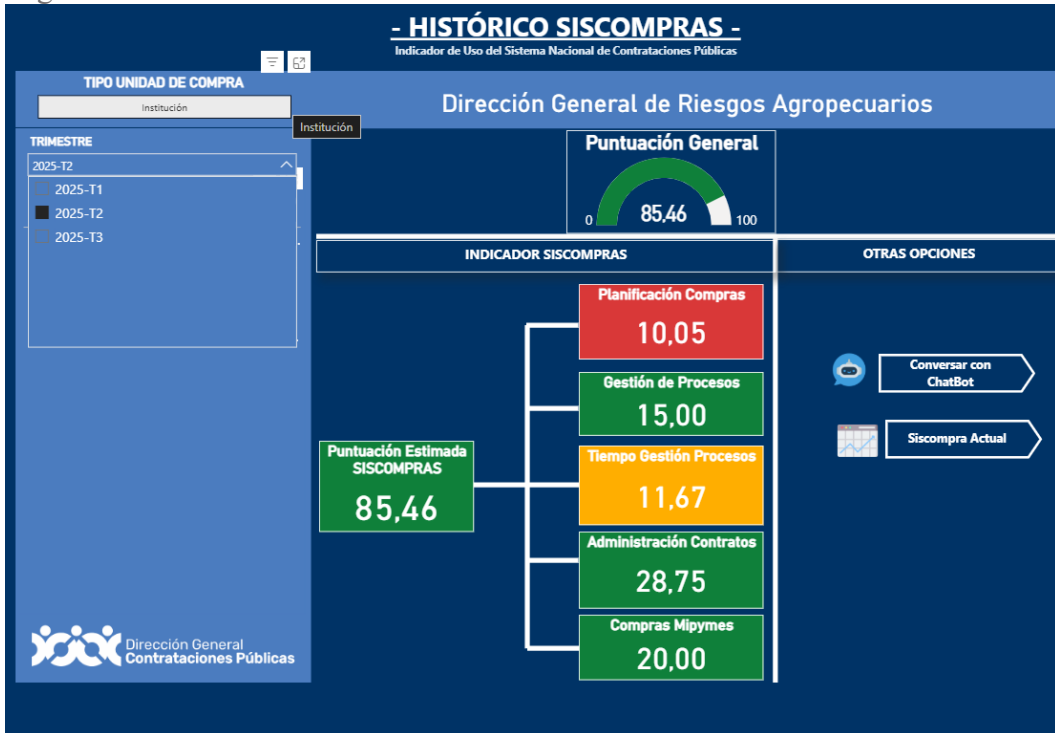 - HISTÓRICO SISCOMPRAS -
Indicador de Uso del Sistema Nacional de Contrataciones Públicas
TIPO UNIDAD DE COMPRA
Institución
Institución
Dirección General de Riesgos Agropecuarios
TRIMESTRE
2025-T2
2025-T1
2025-T2
2025-T3
Puntuación General
85,46
0
100
INDICADOR SISCOMPRAS
OTRAS OPCIONES
Puntuación Estimada
SISCOMPRAS
85,46
Planificación Compras
10,05
Gestión de Procesos
15,00
Tiempo Gestión Procesos
11,67
Administración Contratos
28,75
Compras Mipymes
20,00
Conversar con
ChatBot
Siscompra Actual
Dirección General
Contrataciones Públicas